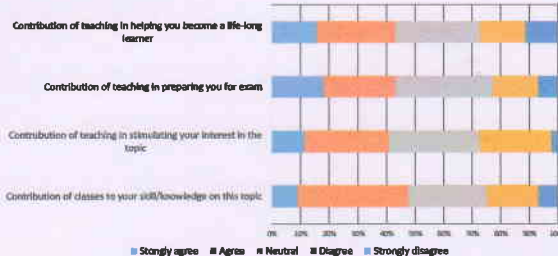 Contribution of teaching in helping you become a life-long
learner
Contribution of teaching in preparing you for exam
Contrubution of teaching in stimulating your interest in the
topic
Contribution of classes to your skill/knowledge on this topic
0% 10% 20% 30% 40% 50% 60% 70% 80% 90%
Stongly agree Agree Neutral Diagree Strongly disagree